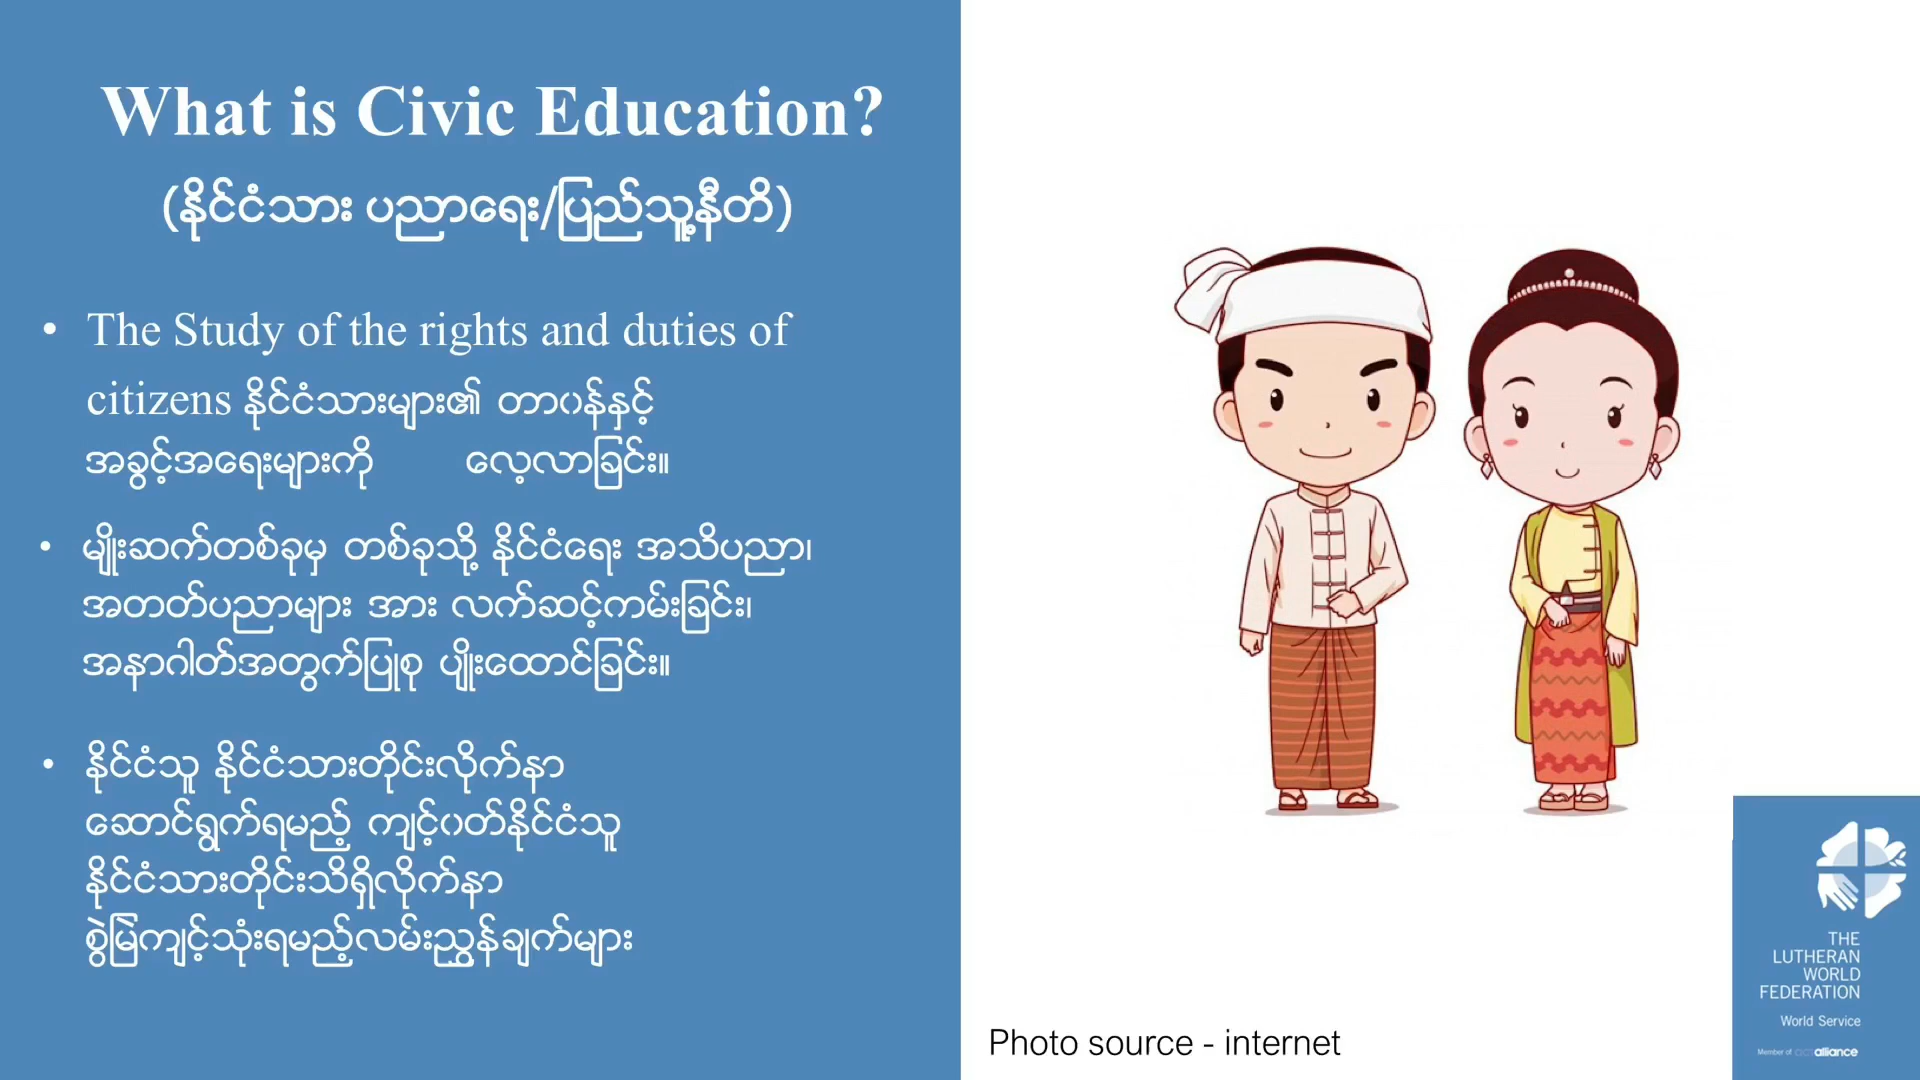 What is Civic Education?
(နိုင်ငံသား ပညာရေး/ပြည်သူ့နီတိ)
• The Study of the rights and duties of
citizens နိုင်ငံသားများ၏ တာဝန်နှင့်
အခွင့်အရေးများကို လေ့လာခြင်း။
• မျိုးဆက်တစ်ခုမှ တစ်ခုသို့ နိုင်ငံရေး အသိပညာ၊
အတတ်ပညာများ အား လက်ဆင့်ကမ်းခြင်း၊
အနာဂါတ်အတွက်ပြုစု ပျိုးထောင်ခြင်း။
• နိုင်ငံသူ နိုင်ငံသားတိုင်းလိုက်နာ
ဆောင်ရွက်ရမည့် ကျင့်ဝတ်နိုင်ငံသူ
နိုင်ငံသားတိုင်းသိရှိလိုက်နာ
စွဲမြဲကျင့်သုံးရမည့်လမ်းညွှန်ချက်များ
Photo source - internet
THE
LUTHERAN
WORLD
FEDERATION
World Service
Member of actalliance